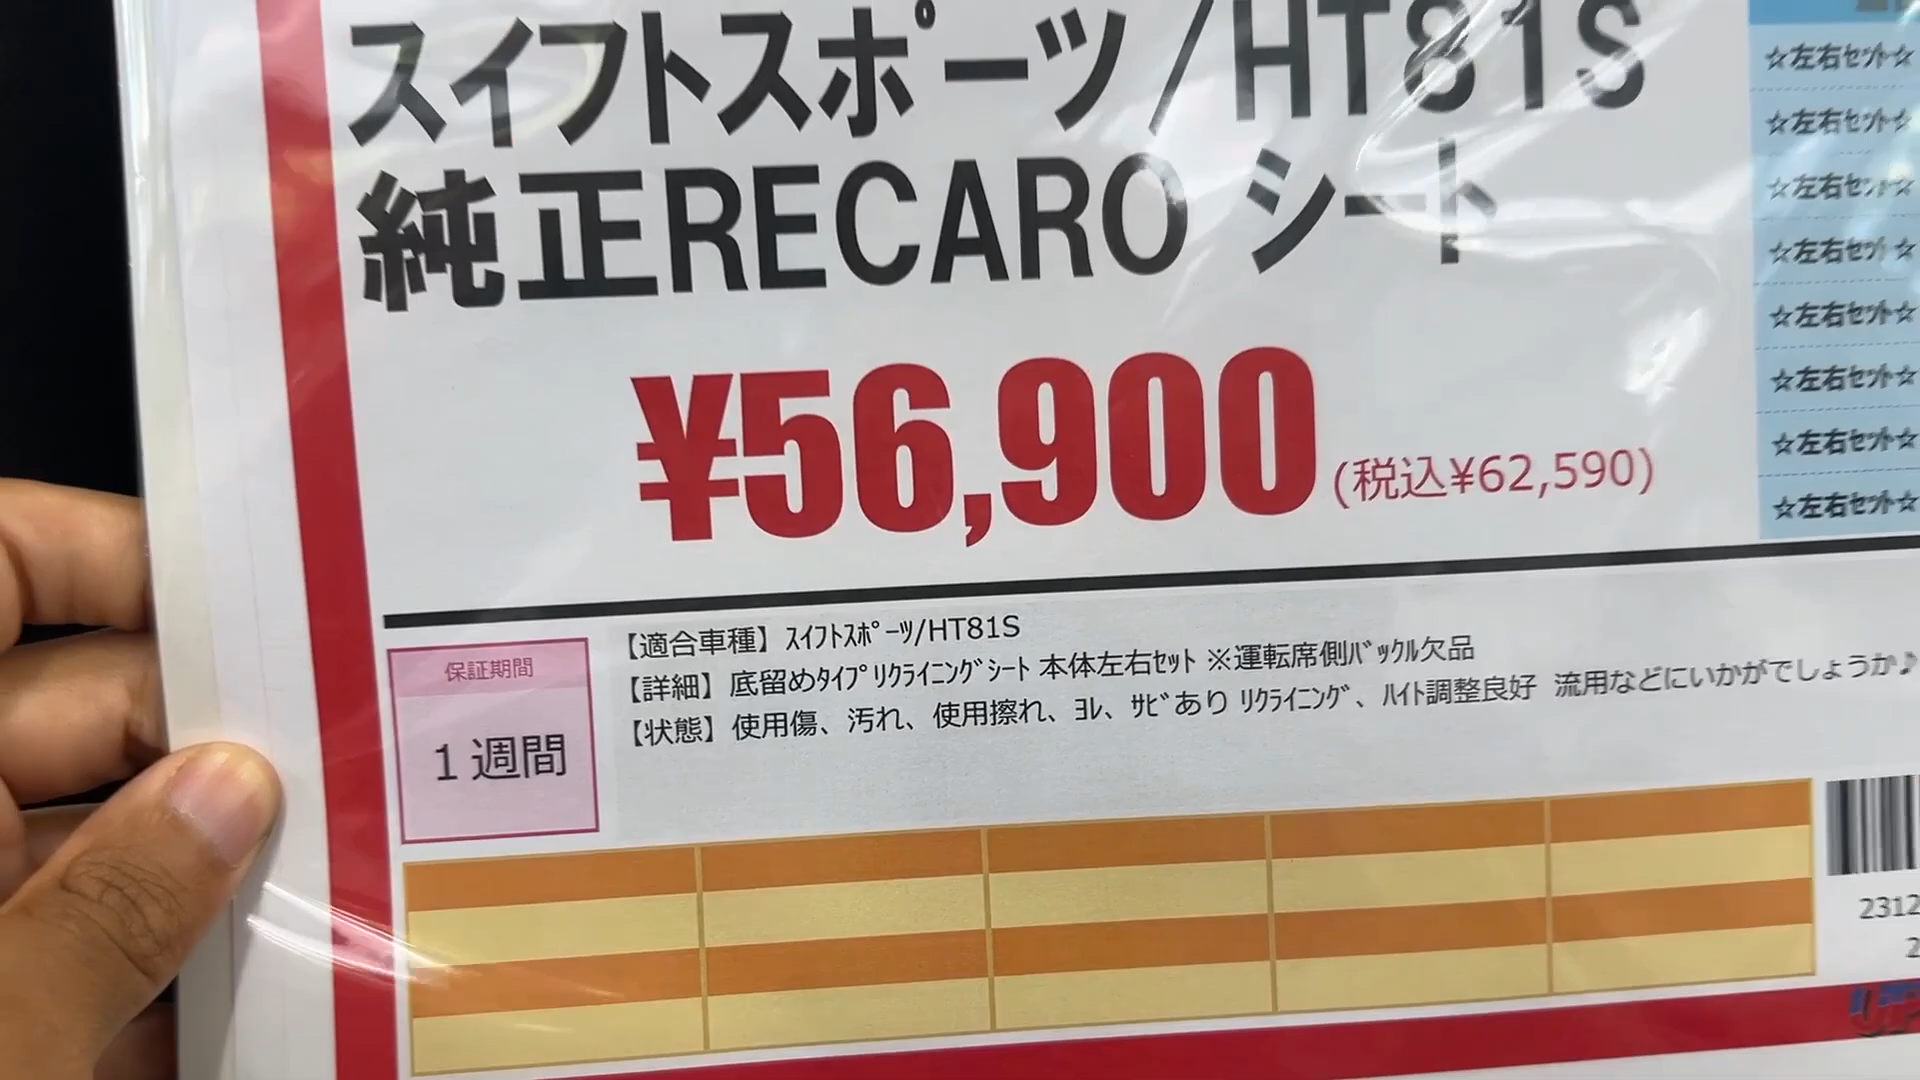 スイフトスポーツ/HT81S
純正RECARO シート
¥56,900 (税込¥62,590)
☆左右セット☆
☆左右セット☆
☆左右セット☆
☆左右セット☆
☆左右セット☆
☆左右セット☆
☆左右セット☆
☆左右セット☆
保証期間
1週間
【適合車種】ｽｲﾌﾄｽﾎﾟｰﾂ/HT81S
【詳細】底留めﾀｲﾌﾟﾘｸﾗｲﾆﾝｸﾞｼｰﾄ 本体左右ｾｯﾄ ※運転席側ﾊﾞｯｸﾙ欠品
【状態】使用傷、汚れ、使用擦れ、ﾖﾚ、ｻﾋﾞあり ﾘｸﾗｲﾆﾝｸﾞ、ﾊｲﾄ調整良好 流用などにいかがでしょうか♪
2312
2
UP